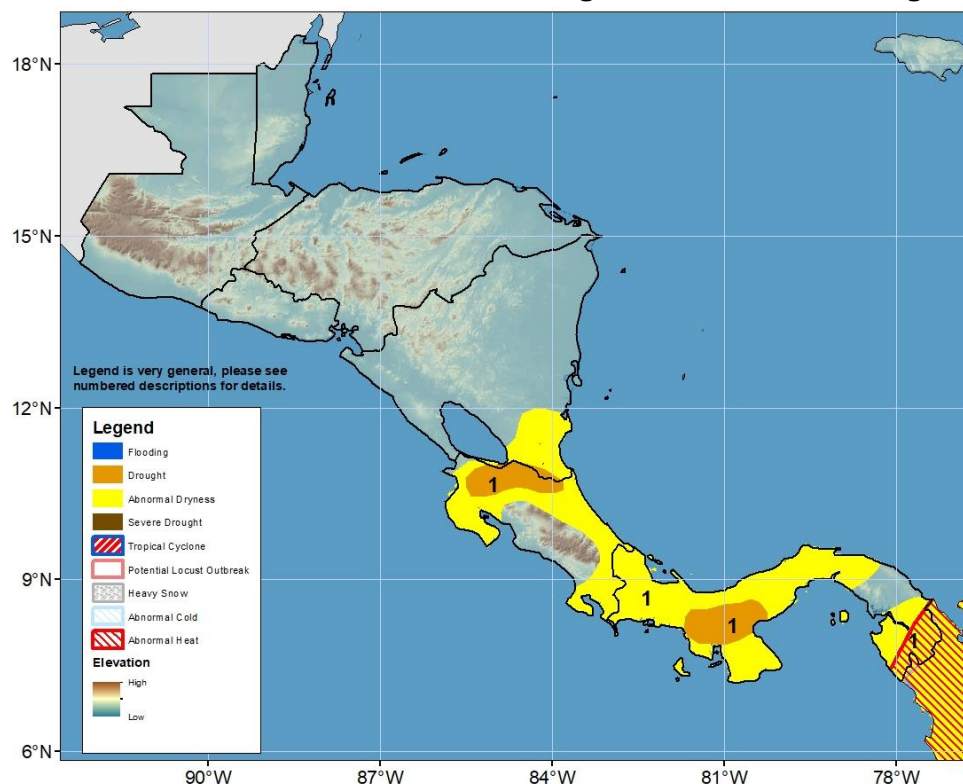 18°N
15°N
12°N
9°N
6°N
Legend is very general, please see
numbered descriptions for details.
Legend
Flooding
Drought
Abnormal Dryness
Severe Drought
Tropical Cyclone
Potential Locust Outbreak
Heavy Snow
Abnormal Cold
Abnormal Heat
Elevation
High
Low
1
1
1
1
90°W
87°W
84°W
81°W
78°W